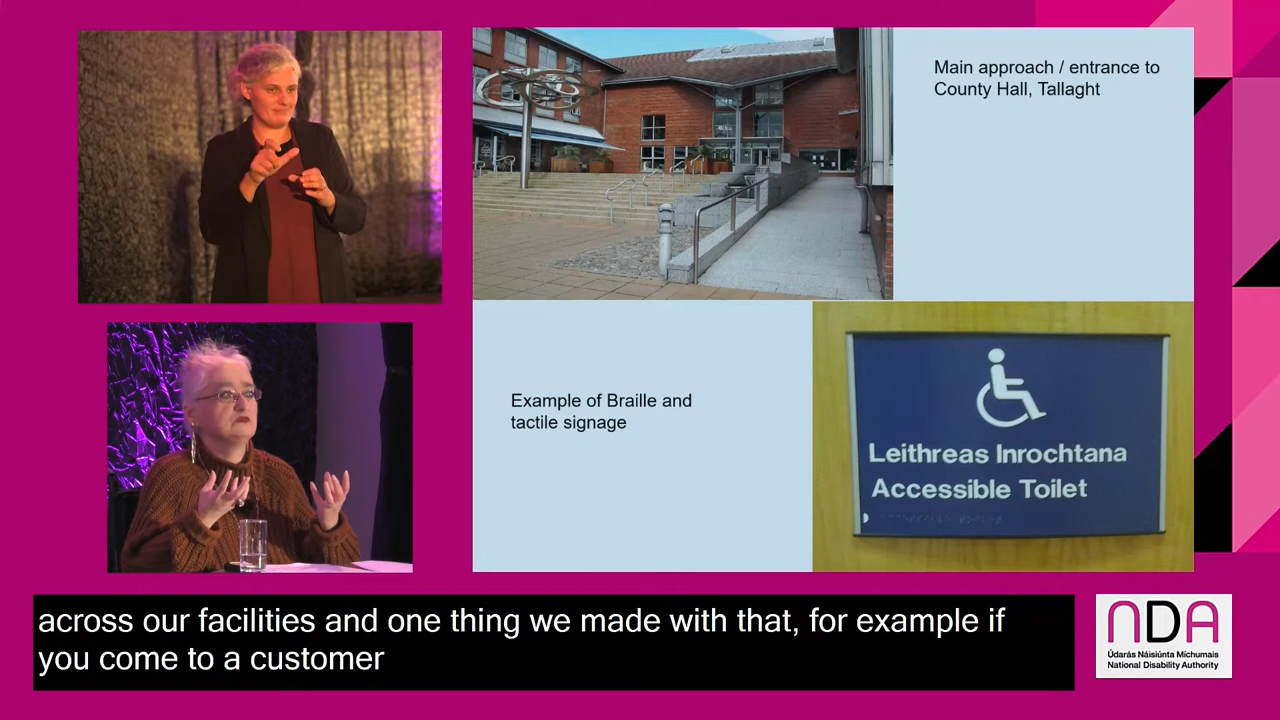 Main approach / entrance to
County Hall, Tallaght
Example of Braille and
tactile signage
Leithreas Inrochtana
Accessible Toilet
across our facilities and one thing we made with that, for example if
you come to a customer
NDA
Údarás Náisiúnta Míchumais
National Disability Authority